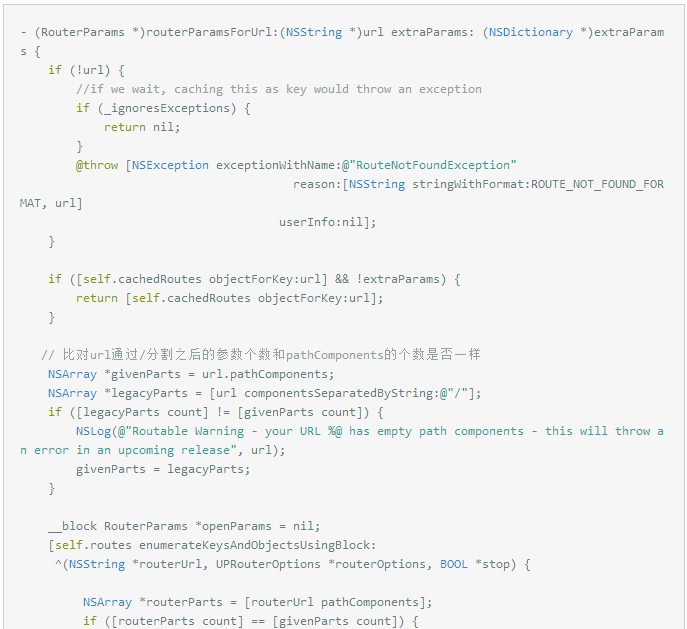 - (RouterParams *)routerParamsForUrl:(NSString *)url extraParams: (NSDictionary *)extraParam
s {
    if (!url) {
        //if we wait, caching this as key would throw an exception
        if (_ignoresExceptions) {
            return nil;
        }
        @throw [NSException exceptionWithName:@"RouteNotFoundException"
                                       reason:[NSString stringWithFormat:ROUTE_NOT_FOUND_FOR
MAT, url]
                                     userInfo:nil];
    }

    if ([self.cachedRoutes objectForKey:url] && !extraParams) {
        return [self.cachedRoutes objectForKey:url];
    }

   // 比对url通过/分割之后的参数个数和pathComponents的个数是否一样
    NSArray *givenParts = url.pathComponents;
    NSArray *legacyParts = [url componentsSeparatedByString:@"/"];
    if ([legacyParts count] != [givenParts count]) {
        NSLog(@"Routable Warning - your URL %@ has empty path components - this will throw a
n error in an upcoming release", url);
        givenParts = legacyParts;
    }

    __block RouterParams *openParams = nil;
    [self.routes enumerateKeysAndObjectsUsingBlock:
     ^(NSString *routerUrl, UPRouterOptions *routerOptions, BOOL *stop) {

         NSArray *routerParts = [routerUrl pathComponents];
         if ([routerParts count] == [givenParts count]) {